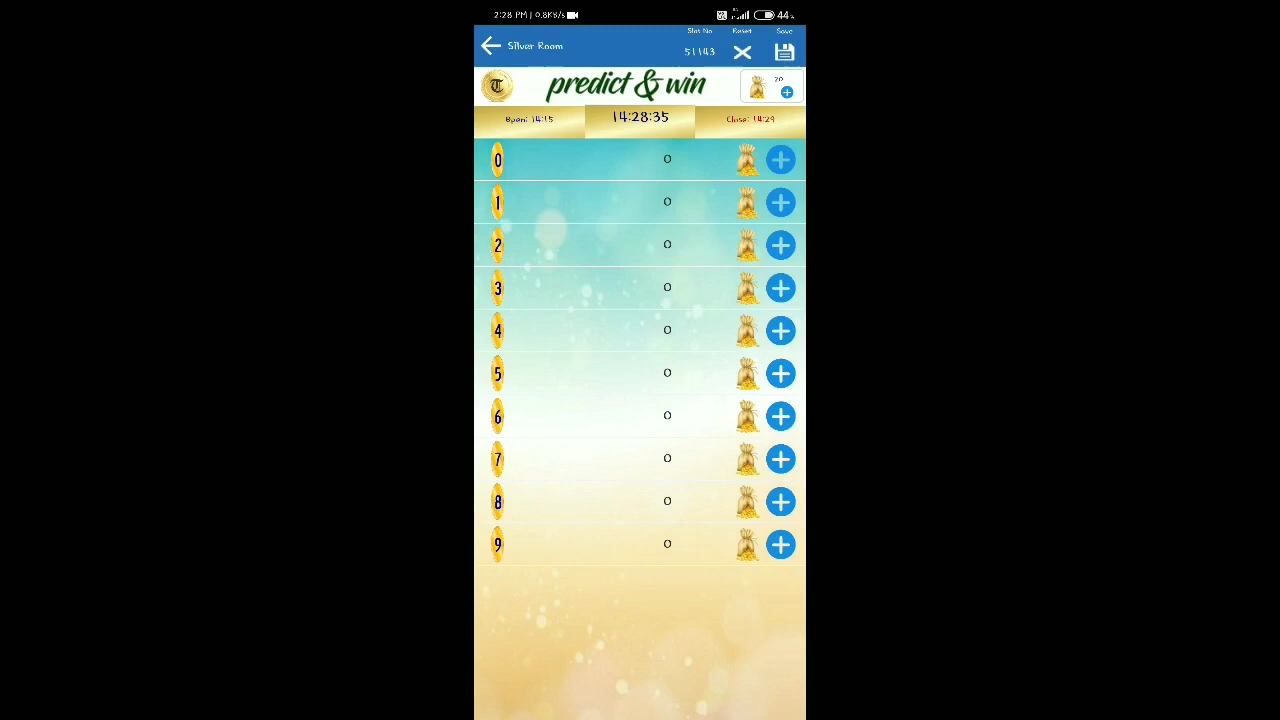 2:28 PM | 0.8KB/s 44%
Slot No Reset Save
Silver Room 51143
predict & win 20
Open: 14:15 14:28:35 Close: 14:29
0 0
1 0
2 0
3 0
4 0
5 0
6 0
7 0
8 0
9 0